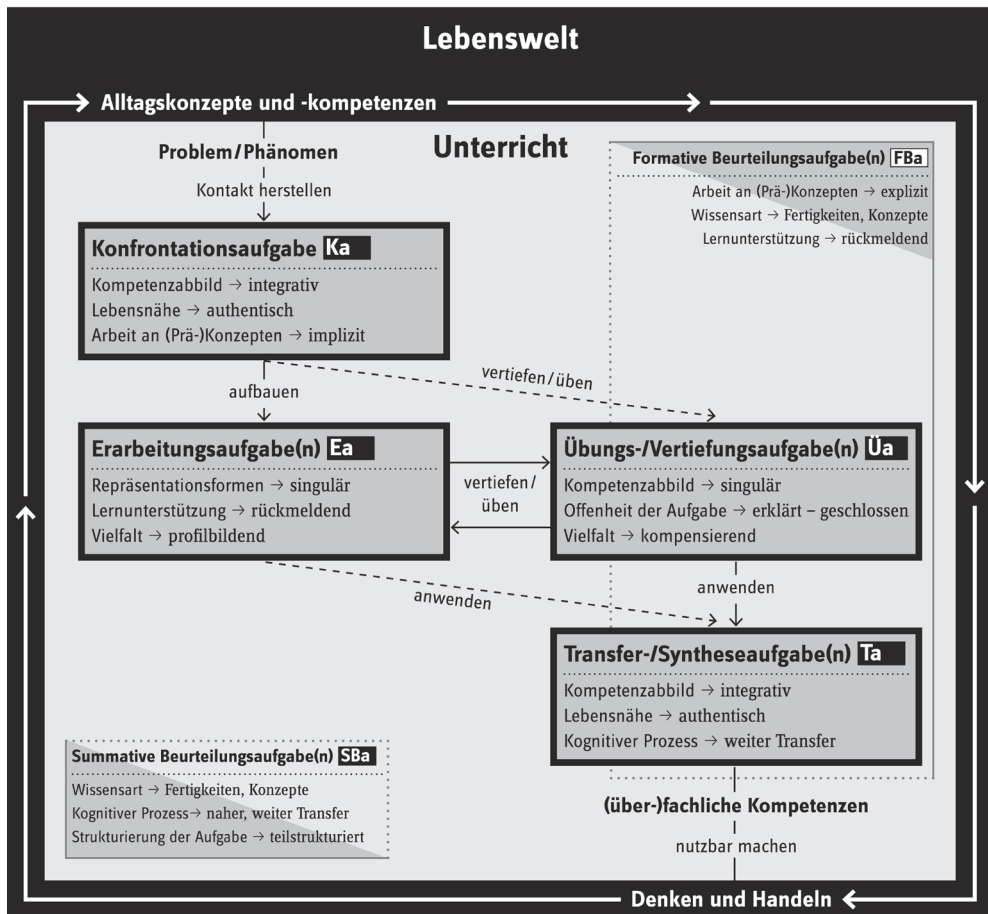 Lebenswelt
Alltagskonzepte und -kompetenzen
Unterricht
Problem/Phänomen
Kontakt herstellen
Formative Beurteilungsaufgabe(n) FBa
Arbeit an (Prä-)Konzepten → explizit
Wissensart → Fertigkeiten, Konzepte
Lernunterstützung → rückmeldend
Konfrontationsaufgabe Ka
Kompetenzabbild → integrativ
Lebensnähe → authentisch
Arbeit an (Prä-)Konzepten → implizit
aufbauen
vertiefen/üben
Erarbeitungsaufgabe(n) Ea
Repräsentationsformen → singulär
Lernunterstützung → rückmeldend
Vielfalt → profilbildend
vertiefen/
üben
Übungs-/Vertiefungsaufgabe(n) Üa
Kompetenzabbild → singulär
Offenheit der Aufgabe → erklärt – geschlossen
Vielfalt → kompensierend
anwenden
anwenden
Transfer-/Syntheseaufgabe(n) Ta
Kompetenzabbild → integrativ
Lebensnähe → authentisch
Kognitiver Prozess → weiter Transfer
Summative Beurteilungsaufgabe(n) SBa
Wissensart → Fertigkeiten, Konzepte
Kognitiver Prozess → naher, weiter Transfer
Strukturierung der Aufgabe → teilstrukturiert
(über-)fachliche Kompetenzen
nutzbar machen
Denken und Handeln